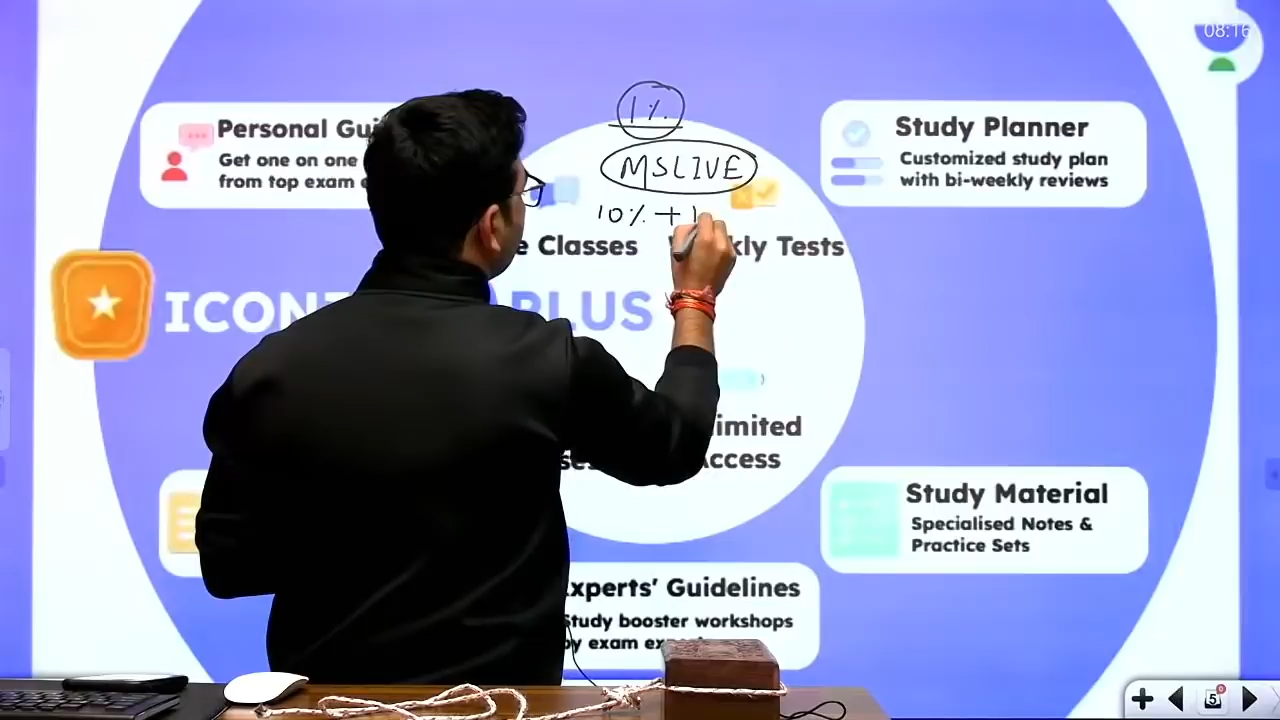 08:16
1%
MSLIVE
10% + 1
Personal Gui
Get one on one
from top exam e
Study Planner
Customized study plan
with bi-weekly reviews
e Classes
kly Tests
ICON
PLUS
imited
ccess
Study Material
Specialised Notes &
Practice Sets
xperts' Guidelines
Study booster workshops
by exam ex
5